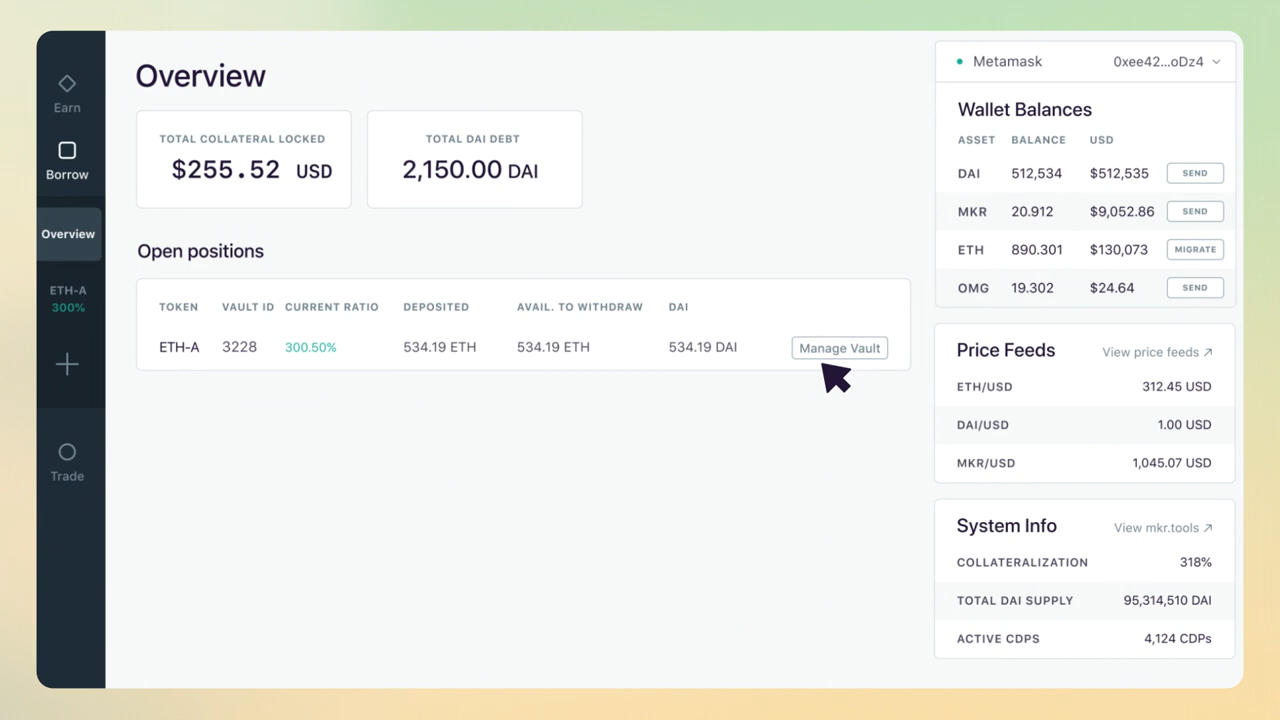 Earn
Borrow
Overview
ETH-A
300%
Trade
Overview
TOTAL COLLATERAL LOCKED
$255.52 USD
TOTAL DAI DEBT
2,150.00 DAI
Open positions
TOKEN VAULT ID CURRENT RATIO DEPOSITED AVAIL. TO WITHDRAW DAI
ETH-A 3228 300.50% 534.19 ETH 534.19 ETH 534.19 DAI Manage Vault
Metamask 0xee42...oDz4
Wallet Balances
ASSET BALANCE USD
DAI 512,534 $512,535 SEND
MKR 20.912 $9,052.86 SEND
ETH 890.301 $130,073 MIGRATE
OMG 19.302 $24.64 SEND
Price Feeds View price feeds ↗
ETH/USD 312.45 USD
DAI/USD 1.00 USD
MKR/USD 1,045.07 USD
System Info View mkr.tools ↗
COLLATERALIZATION 318%
TOTAL DAI SUPPLY 95,314,510 DAI
ACTIVE CDPS 4,124 CDPs